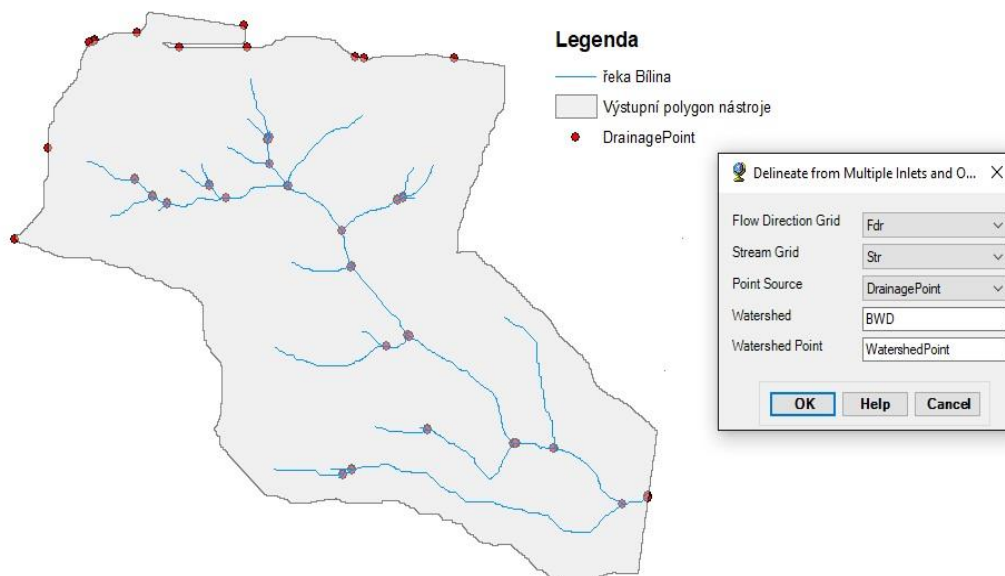 Legenda
řeka Bílina
Výstupní polygon nástroje
DrainagePoint
Delineate from Multiple Inlets and O...
Flow Direction Grid Fdr
Stream Grid Str
Point Source DrainagePoint
Watershed BWD
Watershed Point WatershedPoint
OK Help Cancel